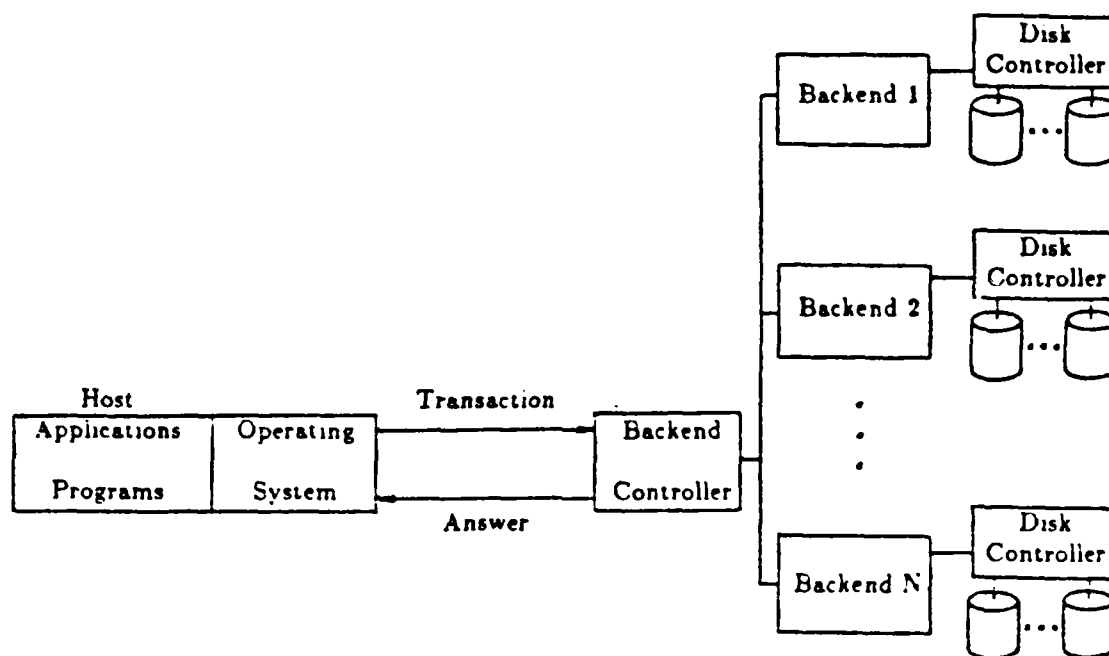 Disk
Controller
Backend 1
Disk
Controller
Backend 2
Host
Transaction
Applications
Programs
Operating
System
Backend
Controller
Answer
Disk
Controller
Backend N